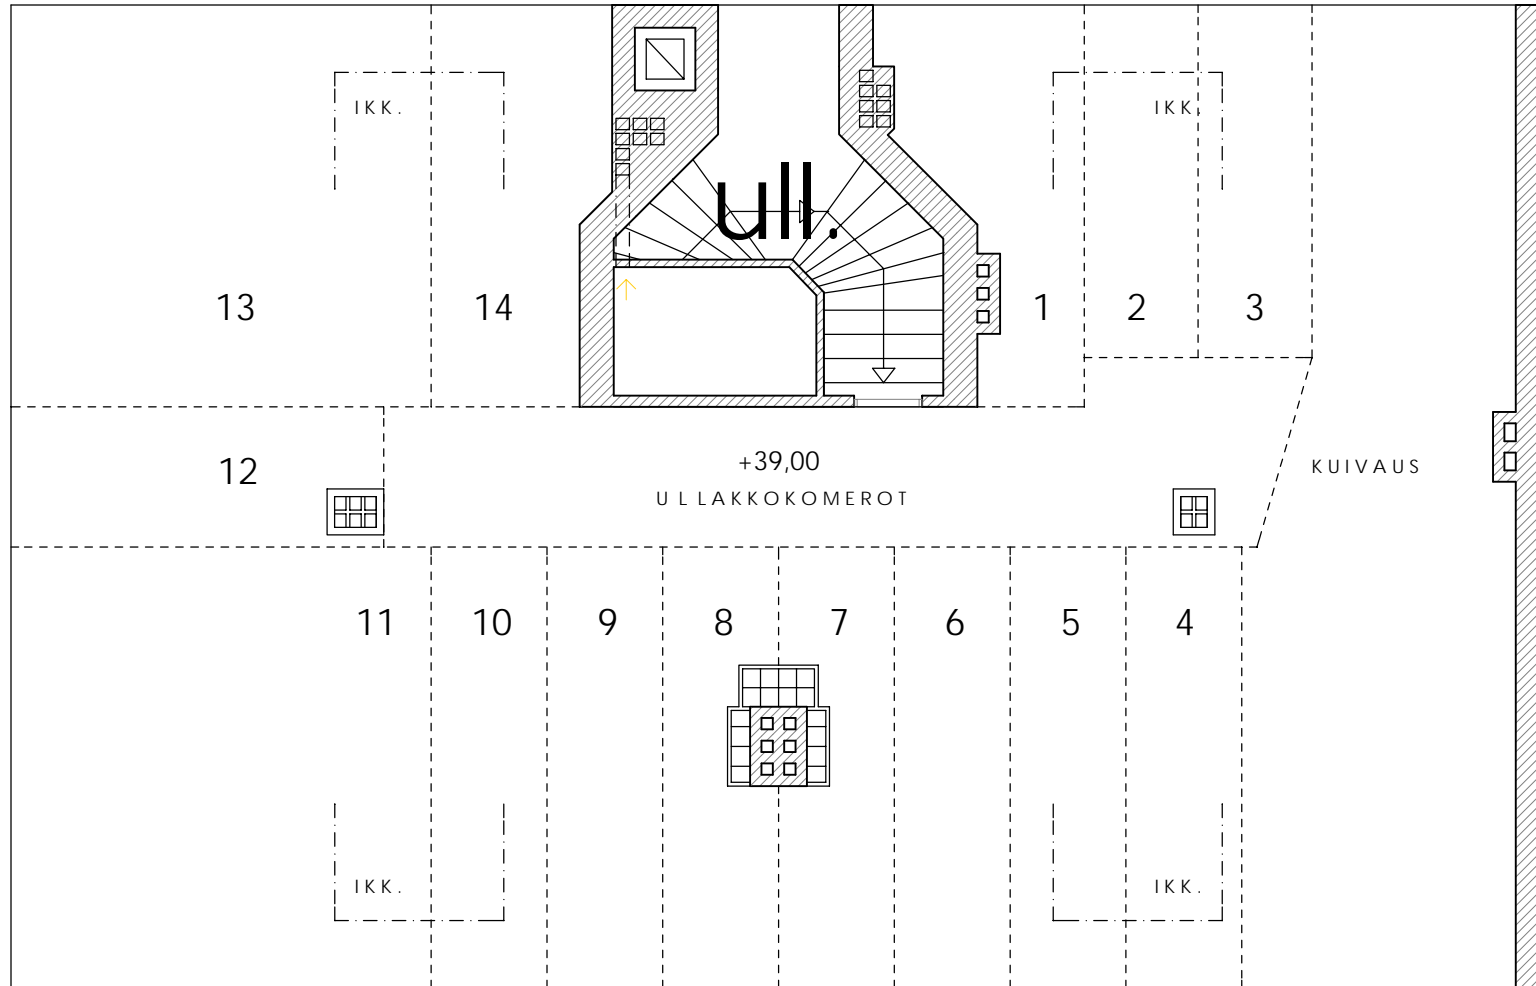 IKK.
IKK.
ull.
13
14
1
2
3
12
+39,00
ULLAKKOKOMEROT
KUIVAUS
11
10
9
8
7
6
5
4
IKK.
IKK.